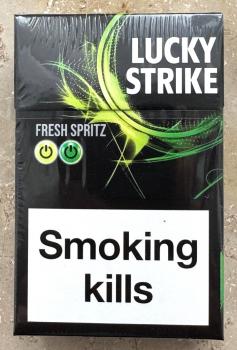 LUCKY
STRIKE
FRESH SPRITZ
Smoking
kills